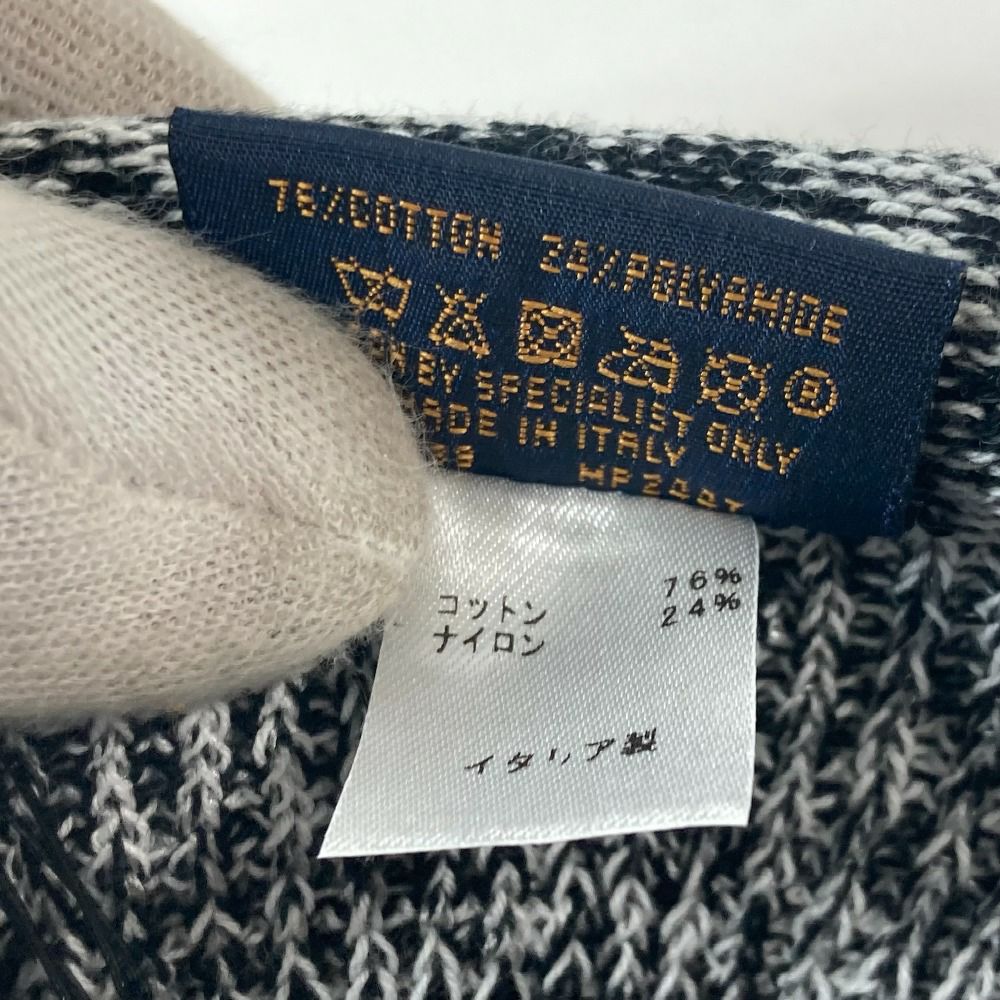 76%COTTON 24%POLYAMIDE
BY SPECIALIST ONLY
MADE IN ITALY
コットン 76%
ナイロン 24%
イタリア製